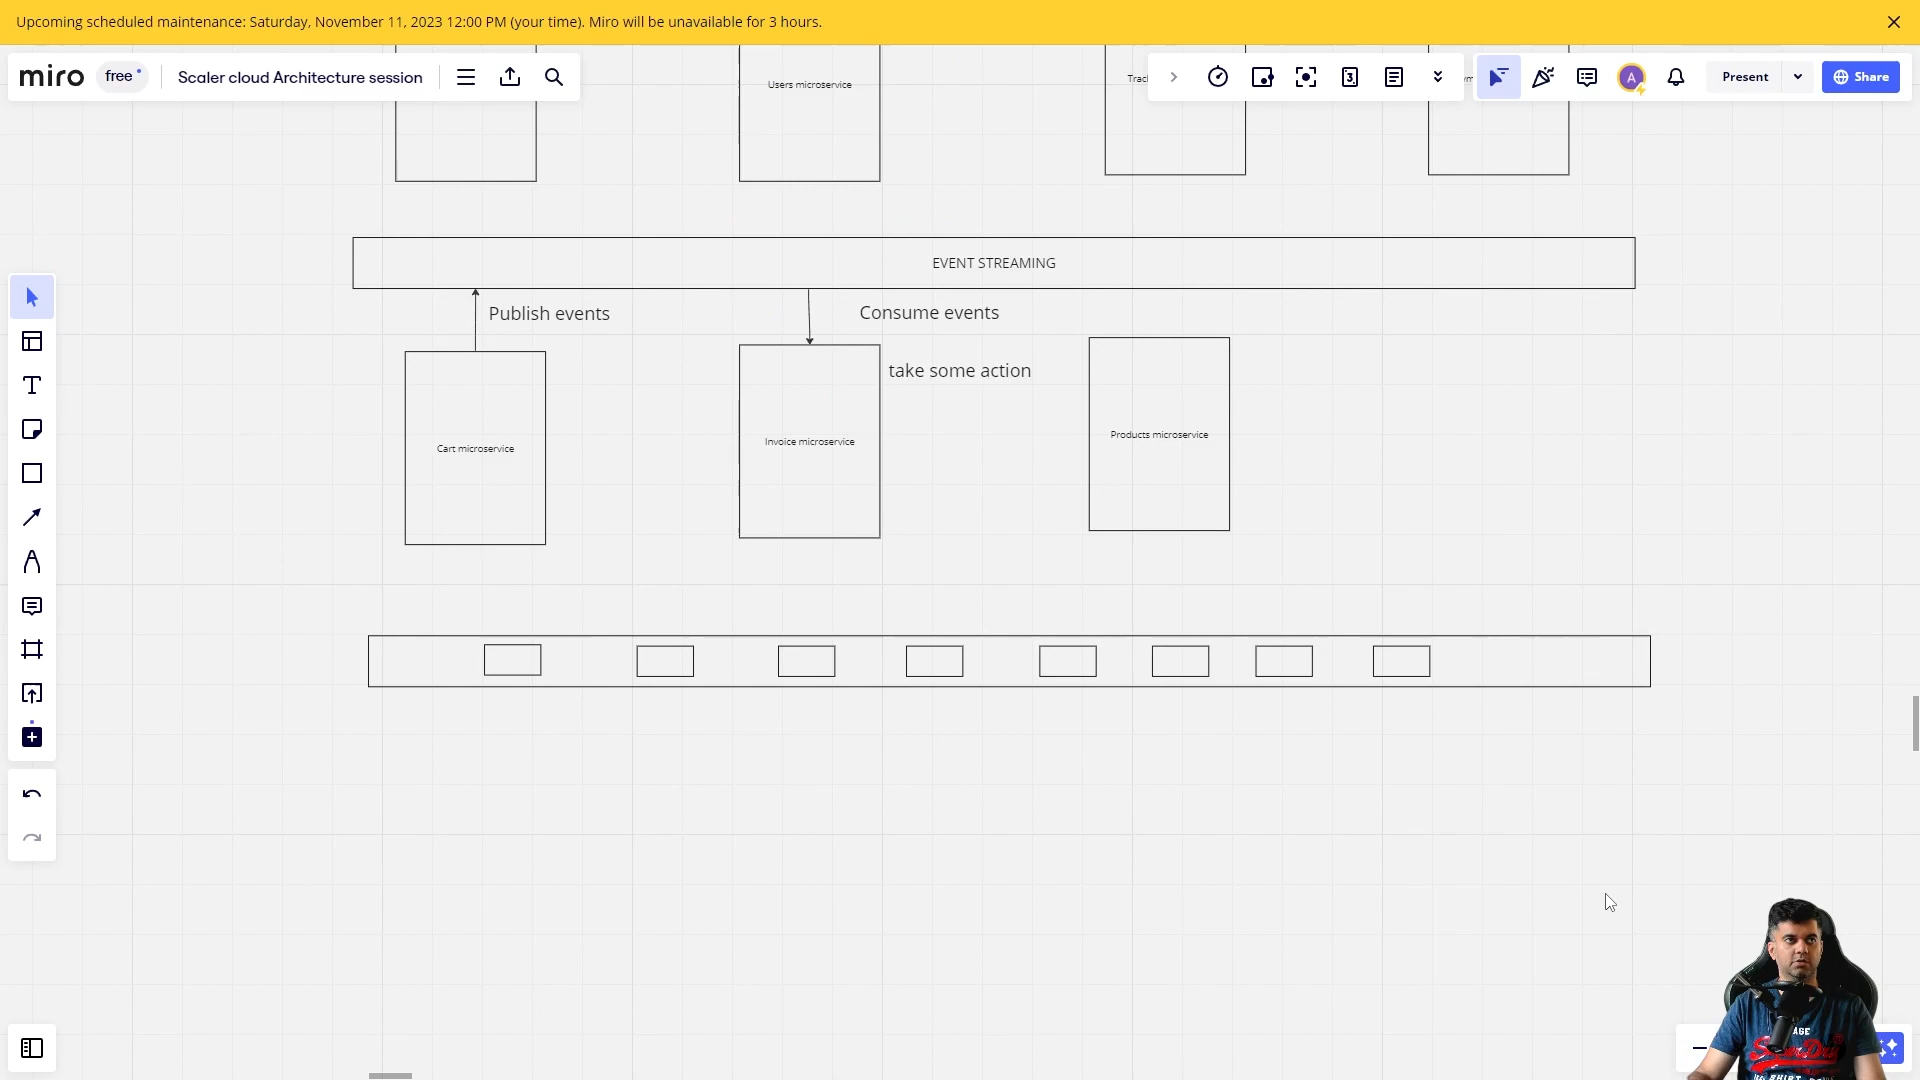 Upcoming scheduled maintenance: Saturday, November 11, 2023 12:00 PM (your time). Miro will be unavailable for 3 hours.
miro free Scaler cloud Architecture session
Present Share
Users microservice
EVENT STREAMING
Publish events
Consume events
take some action
Cart microservice
Invoice microservice
Products microservice